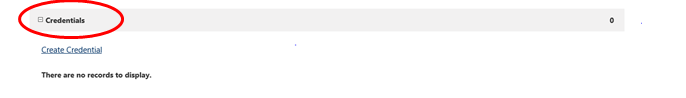 Credentials 0
Create Credential
There are no records to display.